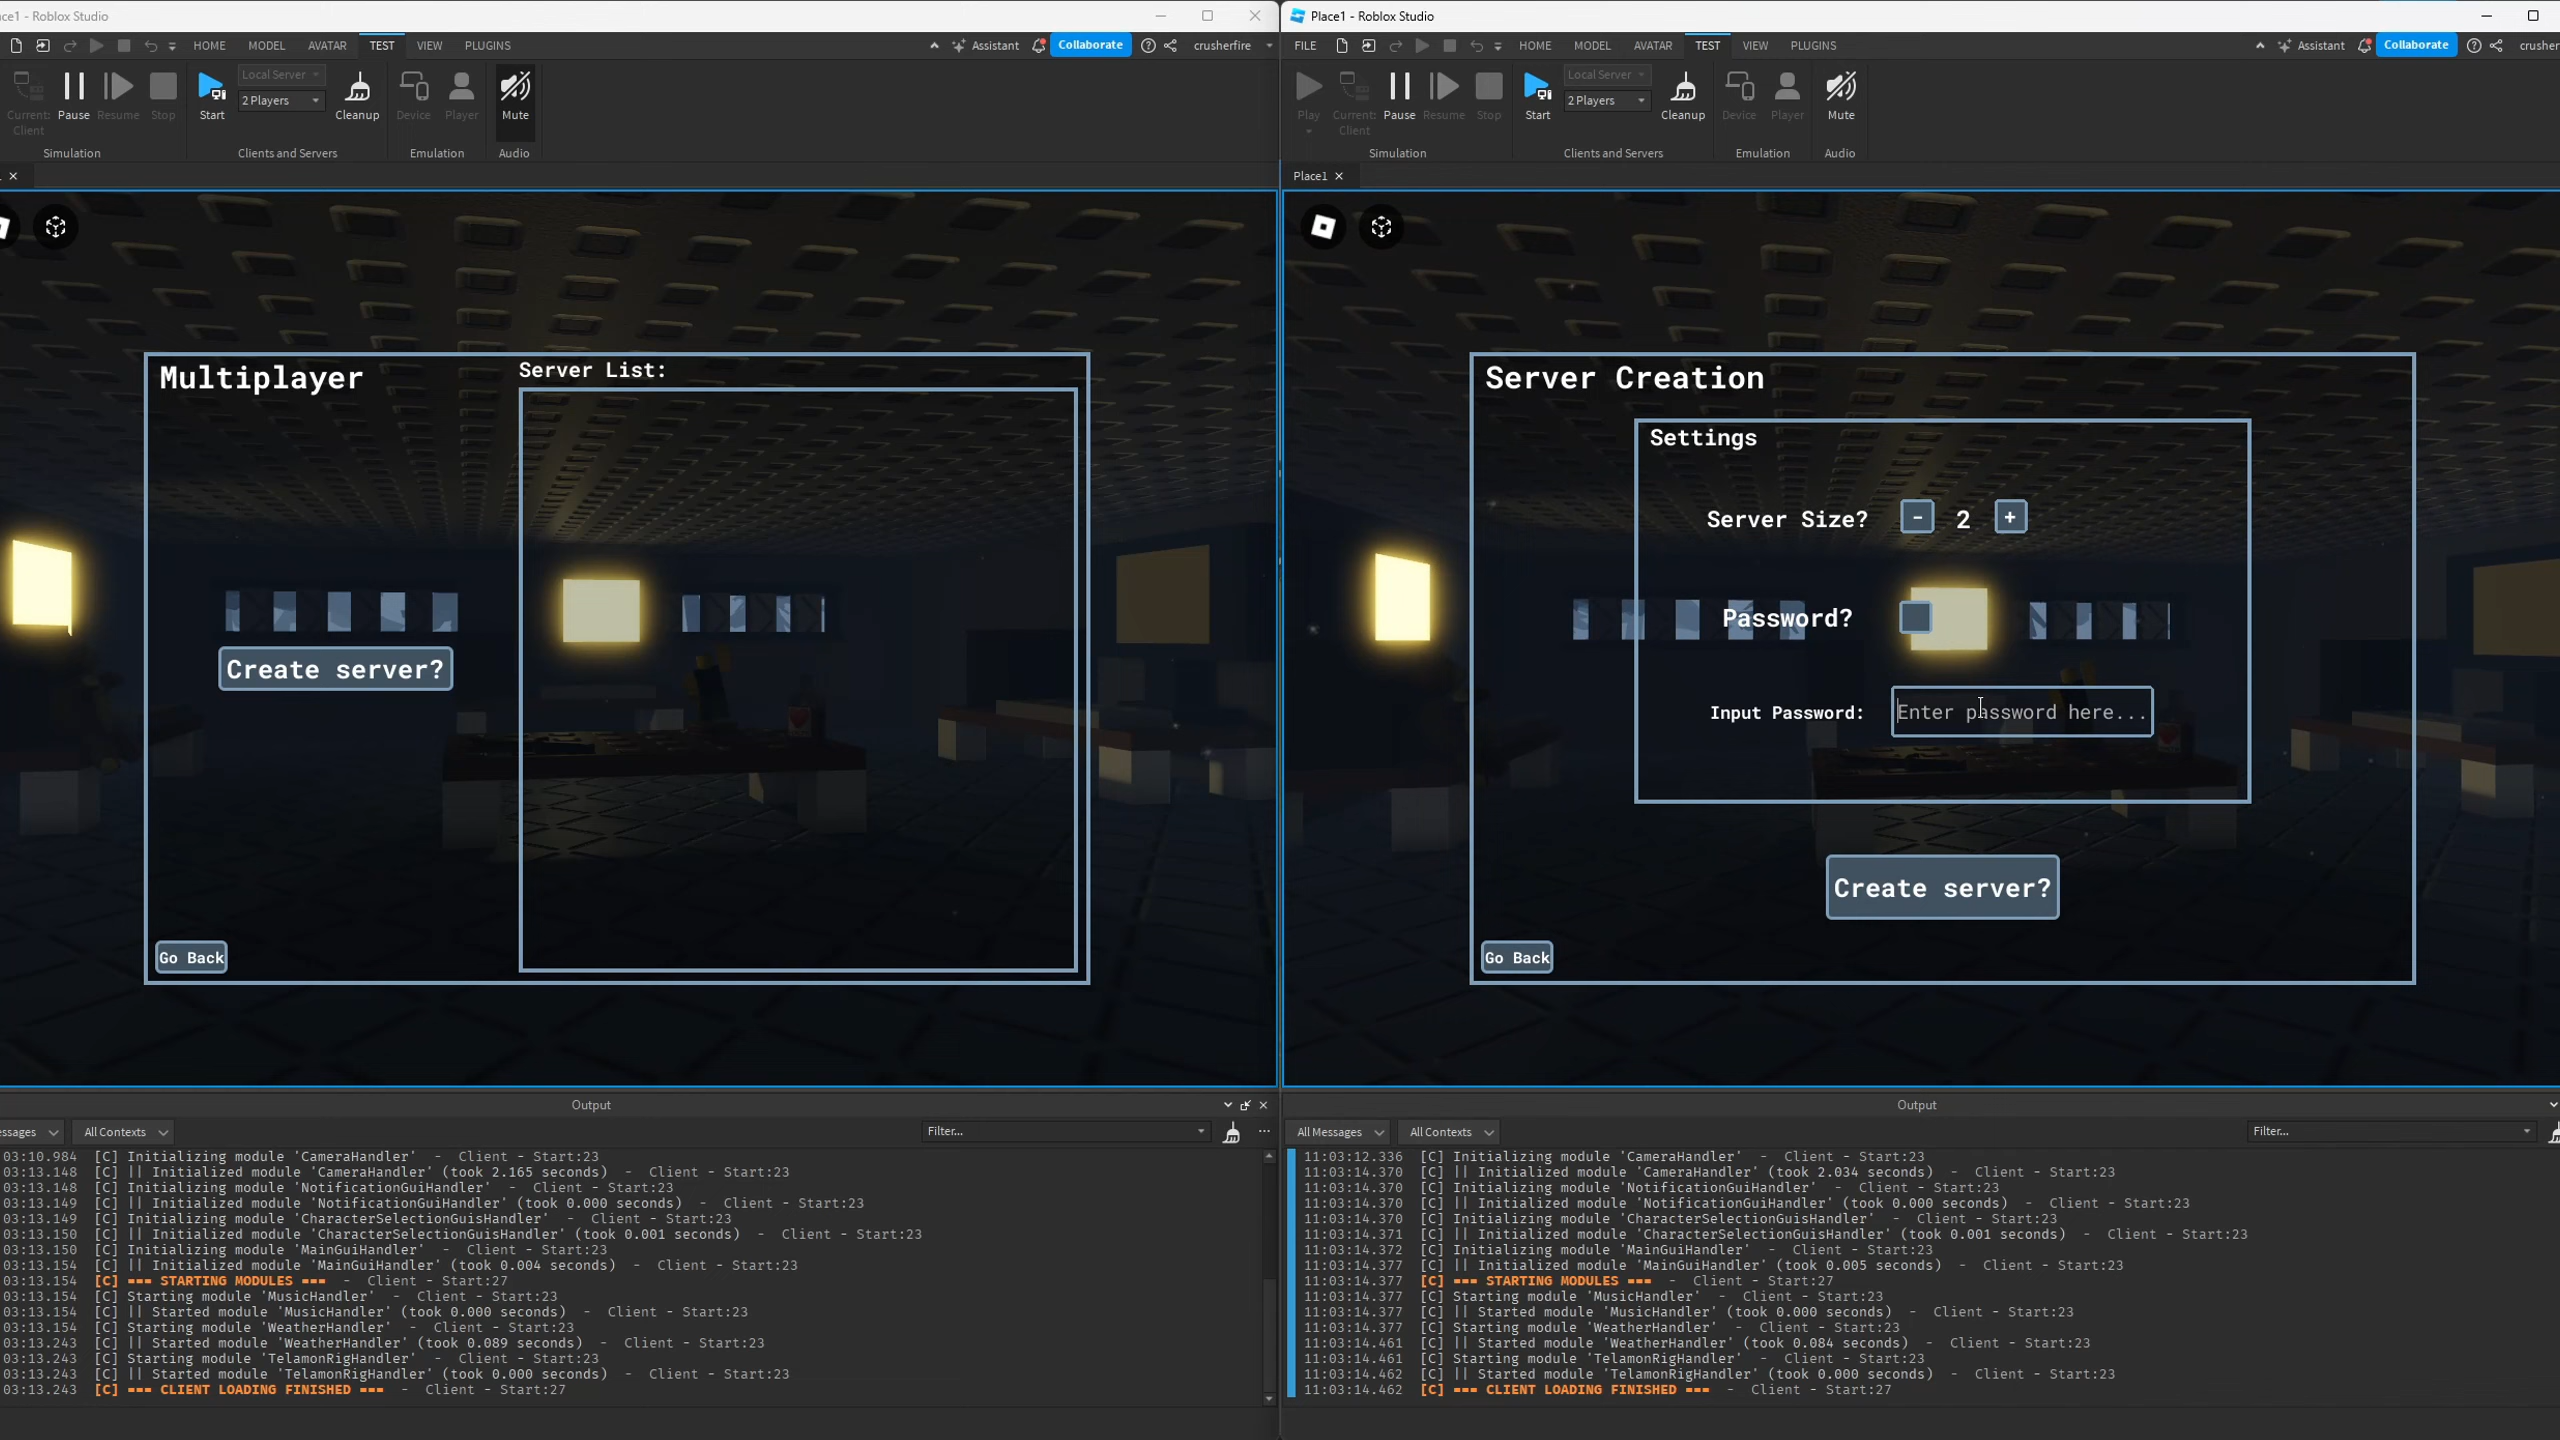 ce1 - Roblox Studio
HOME MODEL AVATAR TEST VIEW PLUGINS
Assistant Collaborate crusherfire
Current: Client
Pause
Resume
Stop
Start
Local Server
2 Players
Cleanup
Device
Player
Mute
Simulation
Clients and Servers
Emulation
Audio
Multiplayer
Server List:
Create server?
Go Back
Output
ssages All Contexts Filter...
03:10.984 [C] Initializing module 'CameraHandler' - Client - Start:23
03:13.148 [C] || Initialized module 'CameraHandler' (took 2.165 seconds) - Client - Start:23
03:13.148 [C] Initializing module 'NotificationGuiHandler' - Client - Start:23
03:13.149 [C] || Initialized module 'NotificationGuiHandler' (took 0.000 seconds) - Client - Start:23
03:13.149 [C] Initializing module 'CharacterSelectionGuisHandler' - Client - Start:23
03:13.150 [C] || Initialized module 'CharacterSelectionGuisHandler' (took 0.001 seconds) - Client - Start:23
03:13.150 [C] Initializing module 'MainGuiHandler' - Client - Start:23
03:13.154 [C] || Initialized module 'MainGuiHandler' (took 0.004 seconds) - Client - Start:23
03:13.154 [C] === STARTING MODULES === - Client - Start:27
03:13.154 [C] Starting module 'MusicHandler' - Client - Start:23
03:13.154 [C] || Started module 'MusicHandler' (took 0.000 seconds) - Client - Start:23
03:13.154 [C] Starting module 'WeatherHandler' - Client - Start:23
03:13.243 [C] || Started module 'WeatherHandler' (took 0.089 seconds) - Client - Start:23
03:13.243 [C] Starting module 'TelamonRigHandler' - Client - Start:23
03:13.243 [C] || Started module 'TelamonRigHandler' (took 0.000 seconds) - Client - Start:23
03:13.243 [C] === CLIENT LOADING FINISHED === - Client - Start:27
Place1 - Roblox Studio
FILE HOME MODEL AVATAR TEST VIEW PLUGINS
Assistant Collaborate crusher
Play
Current: Client
Pause
Resume
Stop
Start
Local Server
2 Players
Cleanup
Device
Player
Mute
Simulation
Clients and Servers
Emulation
Audio
Place1
Server Creation
Settings
Server Size? - 2 +
Password?
Input Password: Enter password here...
Create server?
Go Back
Output
All Messages All Contexts Filter...
11:03:12.336 [C] Initializing module 'CameraHandler' - Client - Start:23
11:03:14.370 [C] || Initialized module 'CameraHandler' (took 2.034 seconds) - Client - Start:23
11:03:14.370 [C] Initializing module 'NotificationGuiHandler' - Client - Start:23
11:03:14.370 [C] || Initialized module 'NotificationGuiHandler' (took 0.000 seconds) - Client - Start:23
11:03:14.370 [C] Initializing module 'CharacterSelectionGuisHandler' - Client - Start:23
11:03:14.371 [C] || Initialized module 'CharacterSelectionGuisHandler' (took 0.001 seconds) - Client - Start:23
11:03:14.372 [C] Initializing module 'MainGuiHandler' - Client - Start:23
11:03:14.377 [C] || Initialized module 'MainGuiHandler' (took 0.005 seconds) - Client - Start:23
11:03:14.377 [C] === STARTING MODULES === - Client - Start:27
11:03:14.377 [C] Starting module 'MusicHandler' - Client - Start:23
11:03:14.377 [C] || Started module 'MusicHandler' (took 0.000 seconds) - Client - Start:23
11:03:14.377 [C] Starting module 'WeatherHandler' - Client - Start:23
11:03:14.461 [C] || Started module 'WeatherHandler' (took 0.084 seconds) - Client - Start:23
11:03:14.461 [C] Starting module 'TelamonRigHandler' - Client - Start:23
11:03:14.462 [C] || Started module 'TelamonRigHandler' (took 0.000 seconds) - Client - Start:23
11:03:14.462 [C] === CLIENT LOADING FINISHED === - Client - Start:27